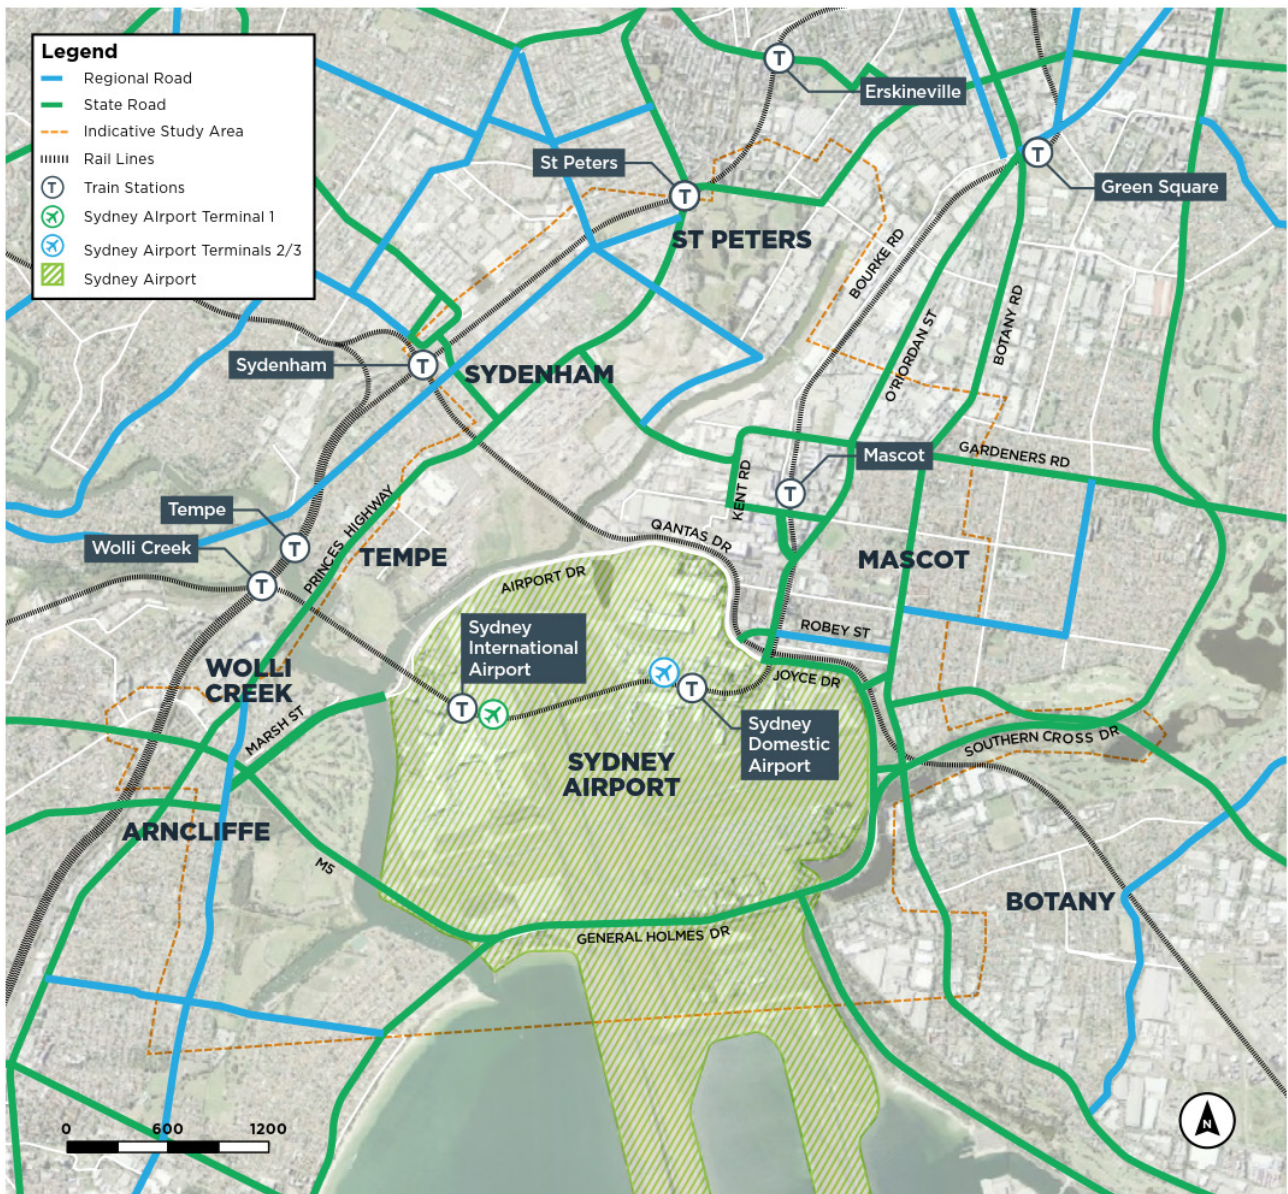 Legend
Regional Road
State Road
Indicative Study Area
Rail Lines
T Train Stations
Sydney Airport Terminal 1
Sydney Airport Terminals 2/3
Sydney Airport
T
Erskineville
St Peters
T
T
Green Square
ST PETERS
BOURKE RD
O'RIORDAN ST
BOTANY RD
Sydenham
T
SYDENHAM
GARDENERS RD
Mascot
KENT RD
T
Tempe
T
PRINCES HIGHWAY
Wolli Creek
T
TEMPE
QANTAS DR
MASCOT
AIRPORT DR
ROBEY ST
Sydney
International
Airport
T
WOLLI
CREEK
MARSH ST
JOYCE DR
T
Sydney
Domestic
Airport
SOUTHERN CROSS DR
SYDNEY
AIRPORT
ARNCLIFFE
M5
BOTANY
GENERAL HOLMES DR
0 600 1200
N